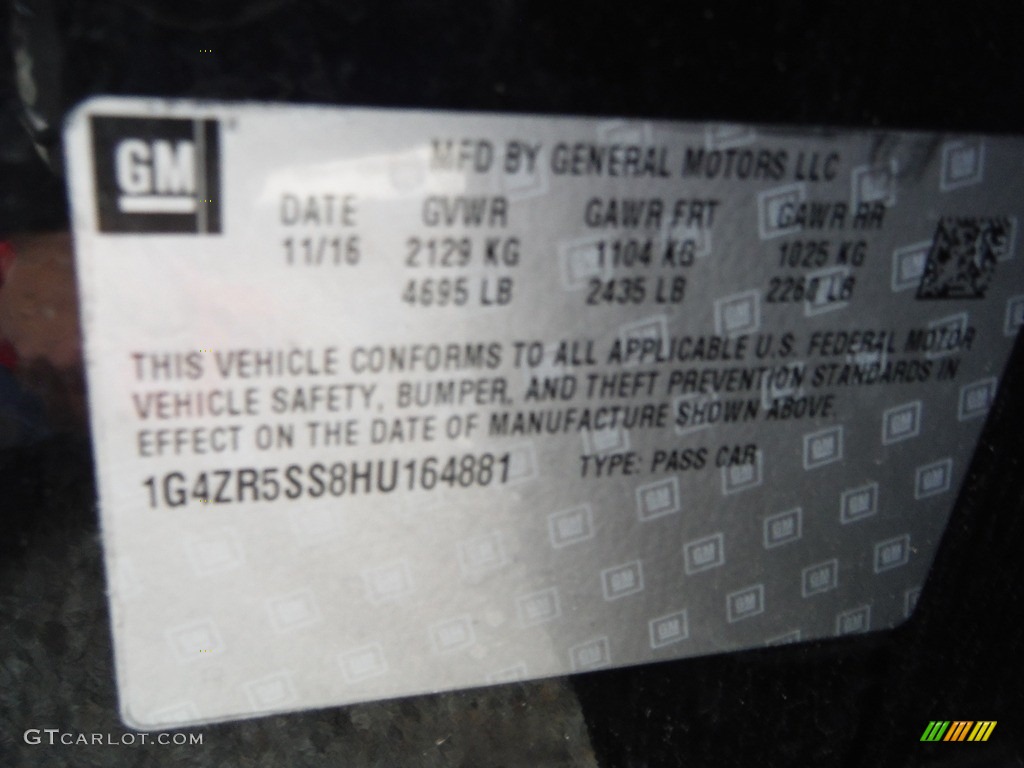 GM
MFD BY GENERAL MOTORS LLC
DATE GVWR GAWR FRT GAWR RR
11/16 2129 KG 1104 KG 1025 KG
4695 LB 2435 LB 2260 LB
THIS VEHICLE CONFORMS TO ALL APPLICABLE U.S. FEDERAL MOTOR
VEHICLE SAFETY, BUMPER, AND THEFT PREVENTION STANDARDS IN
EFFECT ON THE DATE OF MANUFACTURE SHOWN ABOVE.
1G4ZR5SS8HU164881 TYPE: PASS CAR
GTCARLOT.COM